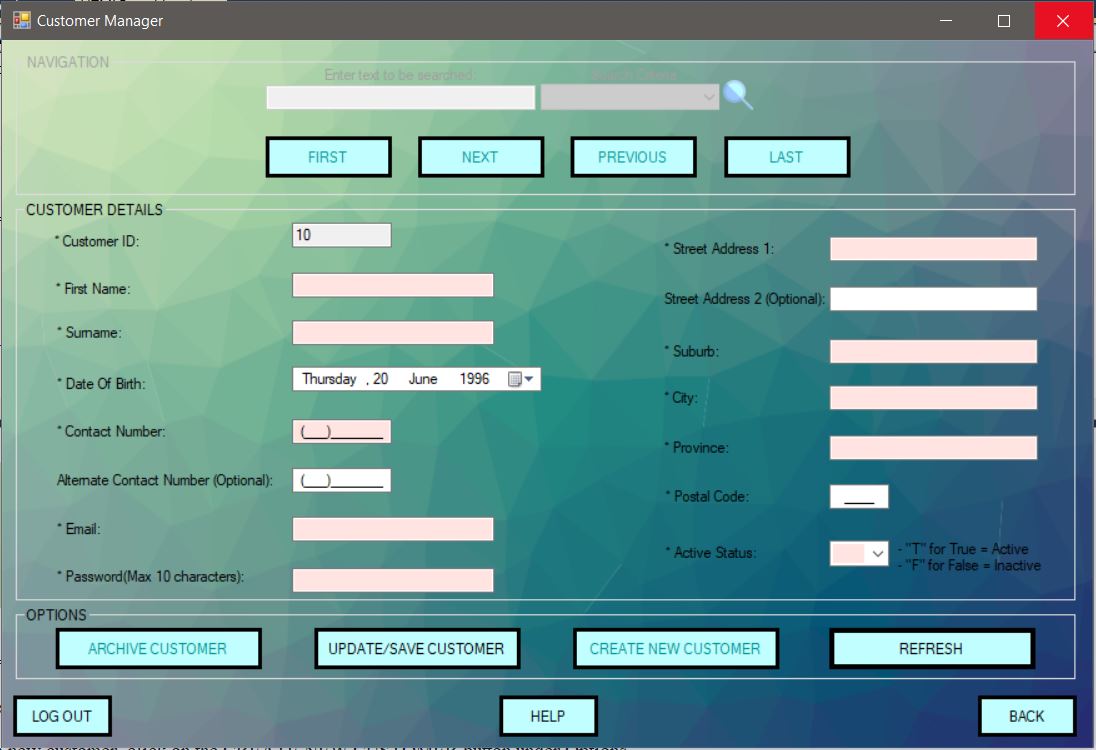 Customer Manager
NAVIGATION
Enter text to be searched:
Search Criteria
FIRST
NEXT
PREVIOUS
LAST
CUSTOMER DETAILS
* Customer ID:
10
* First Name:
* Surname:
* Date Of Birth:
Thursday , 20 June 1996
* Contact Number:
(___)_______
Alternate Contact Number (Optional):
(___)_______
* Email:
* Password(Max 10 characters):
* Street Address 1:
Street Address 2 (Optional):
* Suburb:
* City:
* Province:
* Postal Code:
____
* Active Status:
- "T" for True = Active
- "F" for False = Inactive
OPTIONS
ARCHIVE CUSTOMER
UPDATE/SAVE CUSTOMER
CREATE NEW CUSTOMER
REFRESH
LOG OUT
HELP
BACK